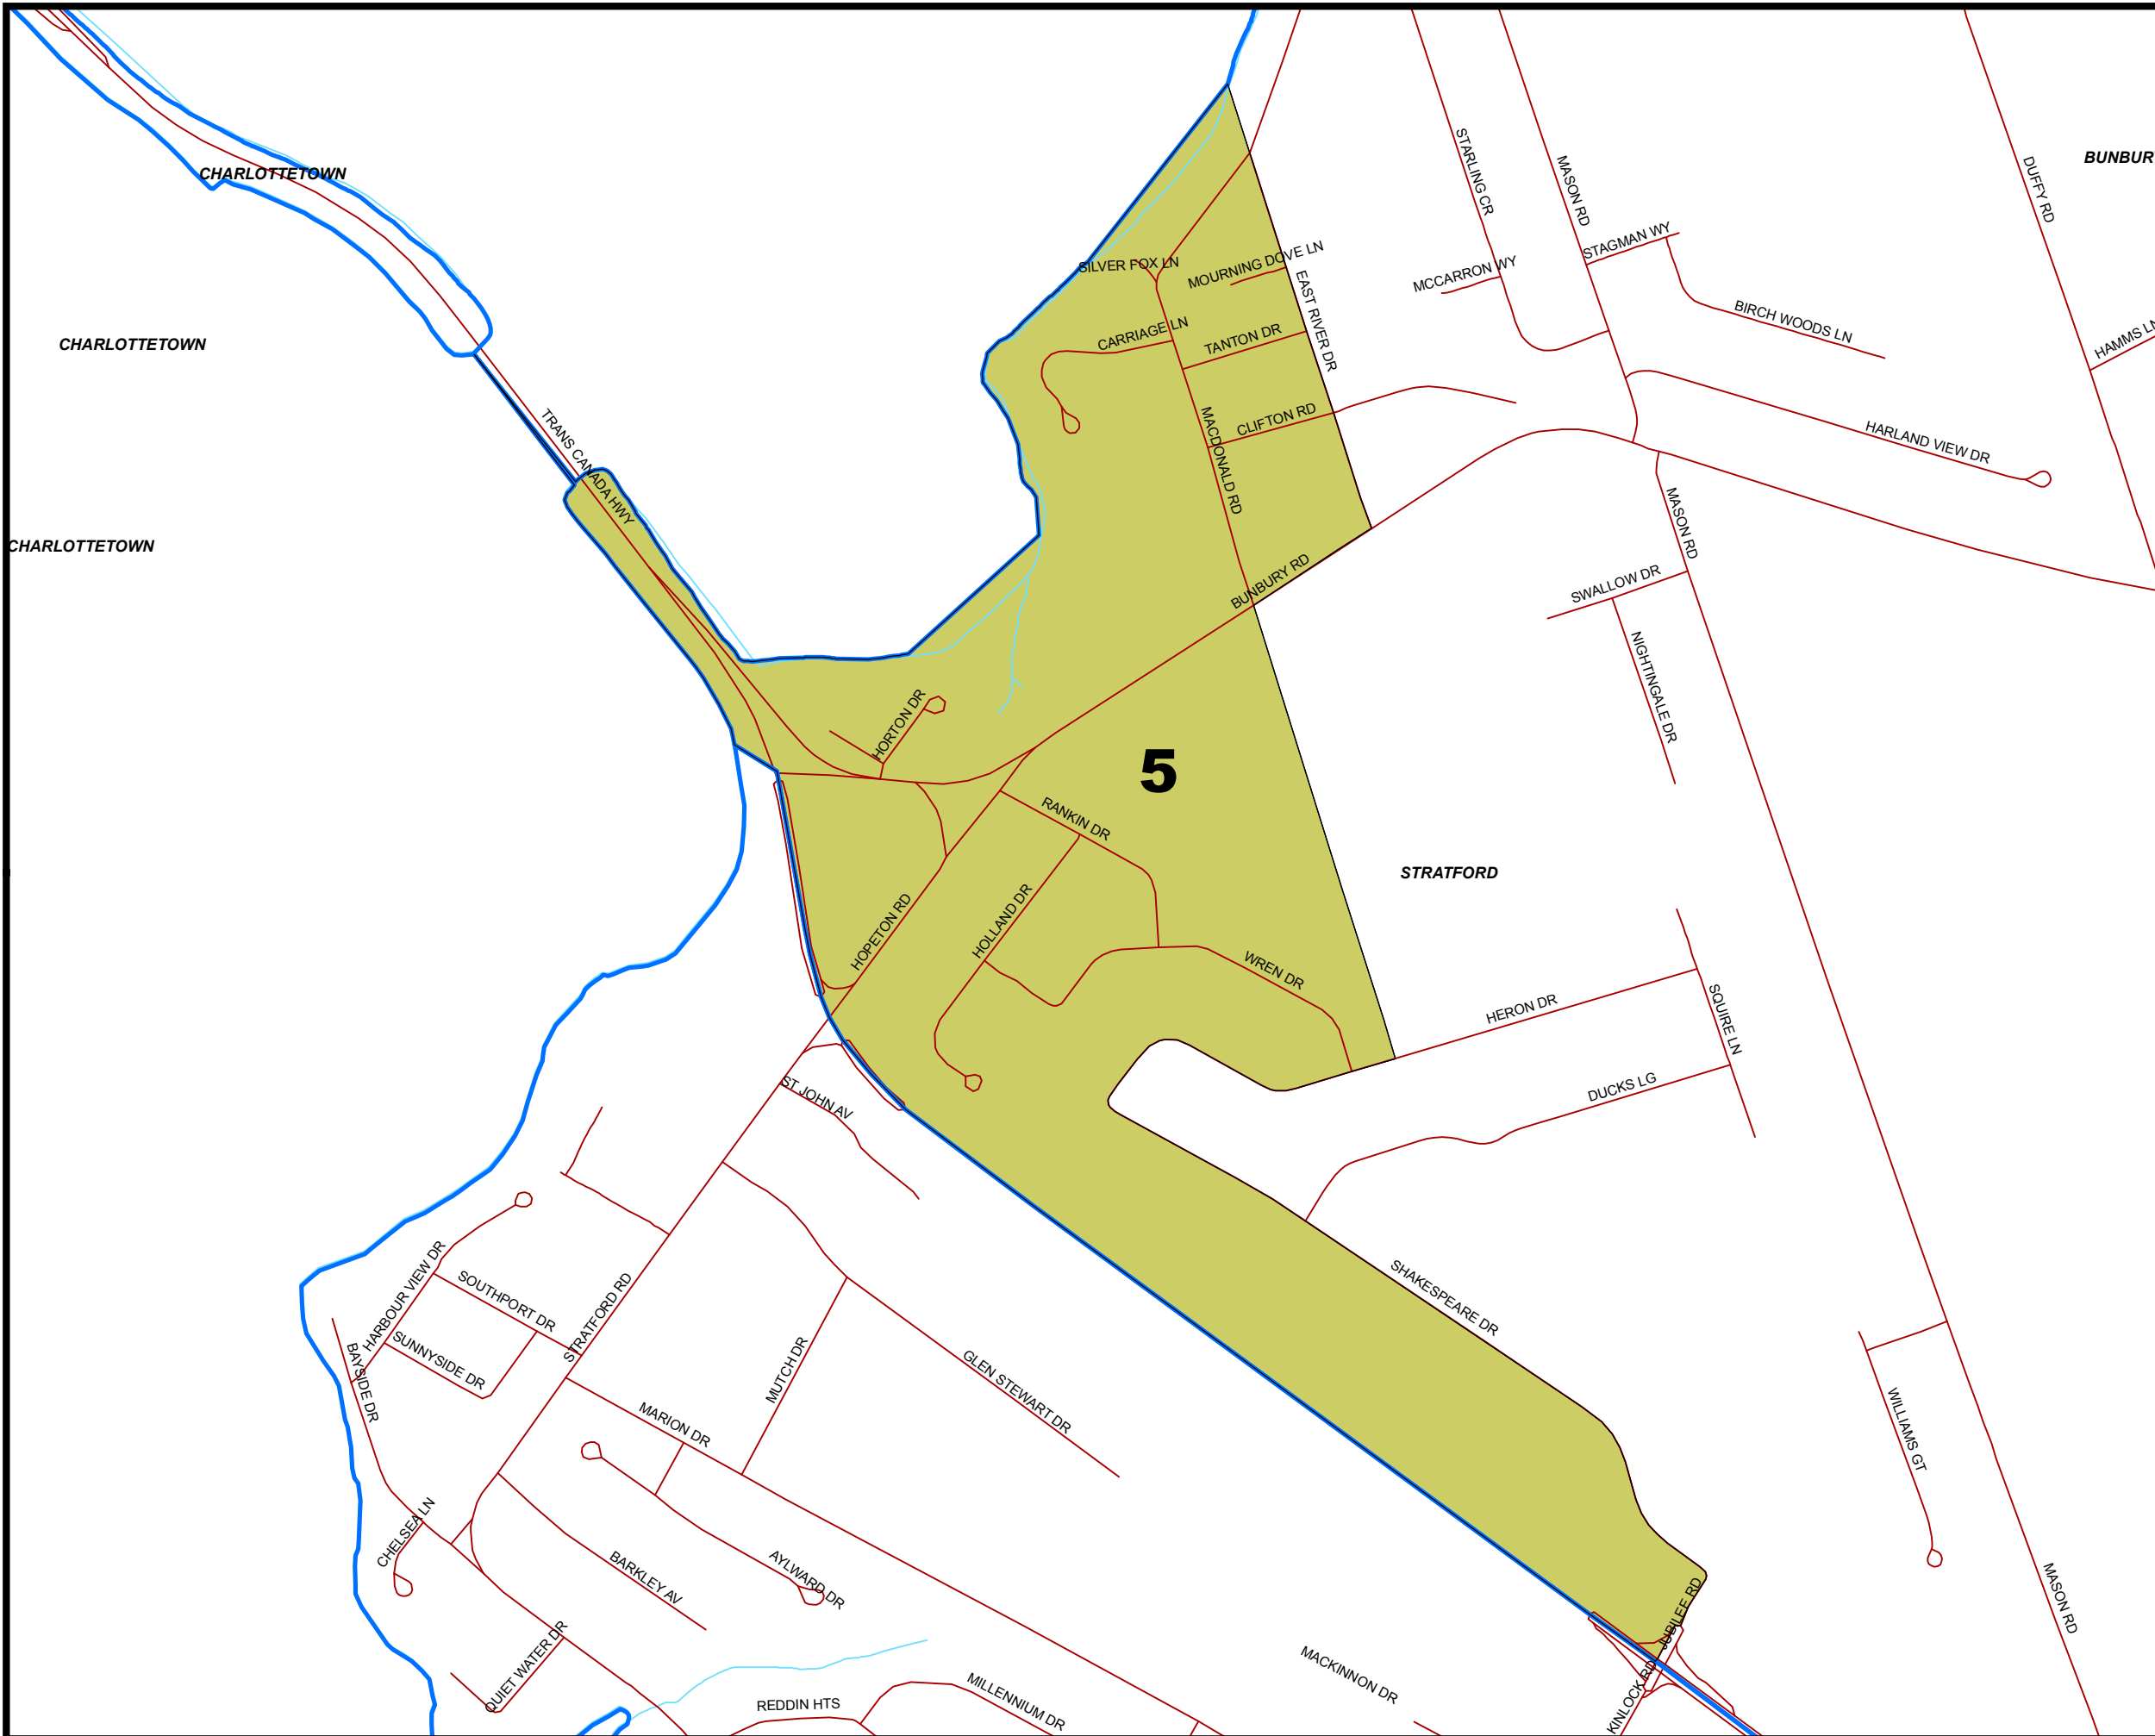 CHARLOTTETOWN
BUNBUR
STARLING CR
MASON RD
DUFFY RD
STAGMAN WY
MOURNING DOVE LN
SILVER FOX LN
MCCARRON WY
EAST RIVER DR
BIRCH WOODS LN
CHARLOTTETOWN
CARRIAGE LN
TANTON DR
HAMMS LN
TRANS CANADA HWY
MACDONALD RD
CLIFTON RD
HARLAND VIEW DR
CHARLOTTETOWN
MASON RD
BUNBURY RD
SWALLOW DR
NIGHTINGALE DR
HORTON DR
5
RANKIN DR
STRATFORD
HOPETON RD
HOLLAND DR
WREN DR
HERON DR
SQUIRE LN
DUCKS LG
ST JOHN AV
HARBOUR VIEW DR
SOUTHPORT DR
STRATFORD RD
SHAKESPEARE DR
SUNNYSIDE DR
BAYSIDE DR
MUTCH DR
GLEN STEWART DR
MARION DR
WILLIAMS GT
CHELSEA LN
BARKLEY AV
AYLWARD DR
JUBILEE RD
MASON RD
QUIET WATER DR
MACKINNON DR
KINLOCK RD
REDDIN HTS
MILLENNIUM DR